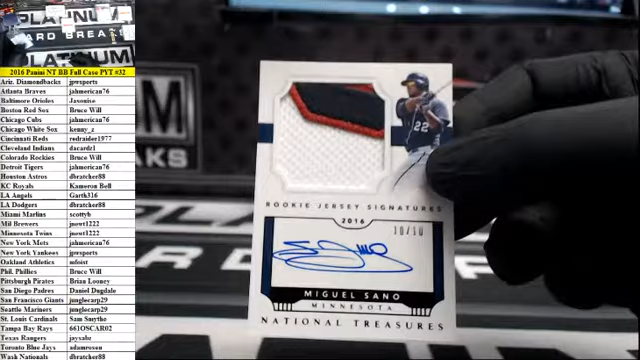 2016 Panini NT BB Full Case PYT #32
Ariz. Diamondbacks jpwsports
Atlanta Braves jahmerican76
Baltimore Orioles Jaxonise
Boston Red Sox Bruce Will
Chicago Cubs jahmerican76
Chicago White Sox kenny_z
Cincinnati Reds redraider1977
Cleveland Indians dacardz1
Colorado Rockies Bruce Will
Detroit Tigers jahmerican76
Houston Astros dbratcher88
KC Royals Kameron Bell
LA Angels Garth316
LA Dodgers dbratcher88
Miami Marlins scottyb
Mil Brewers jnowt1222
Minnesota Twins jnowt1222
New York Mets jahmerican76
New York Yankees jpwsports
Oakland Athletics mfoist
Phil. Phillies Bruce Will
Pittsburgh Pirates Brian Looney
San Diego Padres Daniel Dugdale
San Francisco Giants junglecarp29
Seattle Mariners junglecarp29
St. Louis Cardinals Sam Smythe
Tampa Bay Rays 661OSCAR02
Texas Rangers jaysabz
Toronto Blue Jays adamreson
Wash Nationals dbratcher88
PLATINUM
22
ROOKIE JERSEY SIGNATURES
2016
10/10
MIGUEL SANO
MINNESOTA
NATIONAL TREASURES